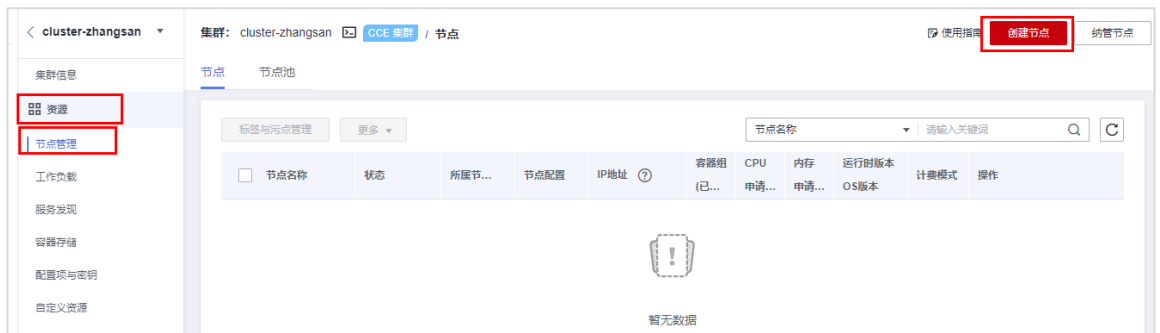 cluster-zhangsan
集群: cluster-zhangsan CCE 集群 / 节点
使用指南
创建节点
纳管节点
集群信息
资源
节点管理
工作负载
服务发现
容器存储
配置项与密钥
自定义资源
节点 节点池
标签与污点管理 更多
节点名称 请输入关键词
节点名称 状态 所属节... 节点配置 IP地址 容器组 (已... CPU 申请... 内存 申请... 运行时版本 OS版本 计费模式 操作
暂无数据